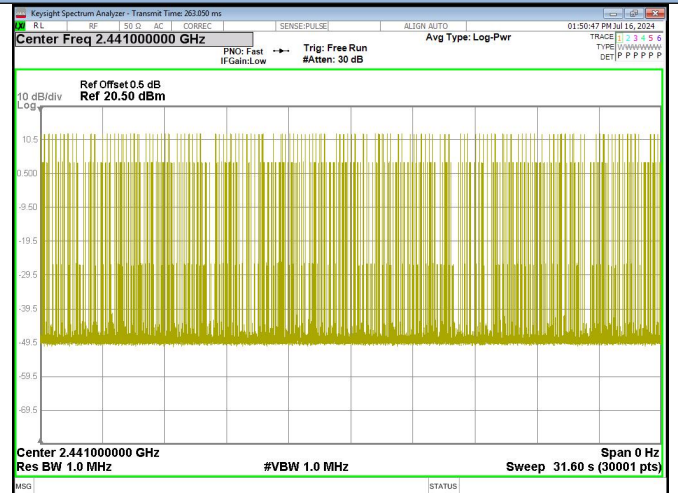 Keysight Spectrum Analyzer - Transmit Time: 263.050 ms
RL RF 50 Ω AC CORREC SENSE:PULSE ALIGN AUTO 01:50:47 PM Jul 16, 2024
Center Freq 2.441000000 GHz Avg Type: Log-Pwr TRACE 1 2 3 4 5 6
PNO: Fast Trig: Free Run TYPE WWWWWW
IFGain:Low #Atten: 30 dB DET P P P P P P
Ref Offset 0.5 dB
10 dB/div Ref 20.50 dBm
Log
10.5
0.500
-9.50
-19.5
-29.5
-39.5
-49.5
-59.5
-69.5
Center 2.441000000 GHz Span 0 Hz
Res BW 1.0 MHz #VBW 1.0 MHz Sweep 31.60 s (30001 pts)
MSG STATUS